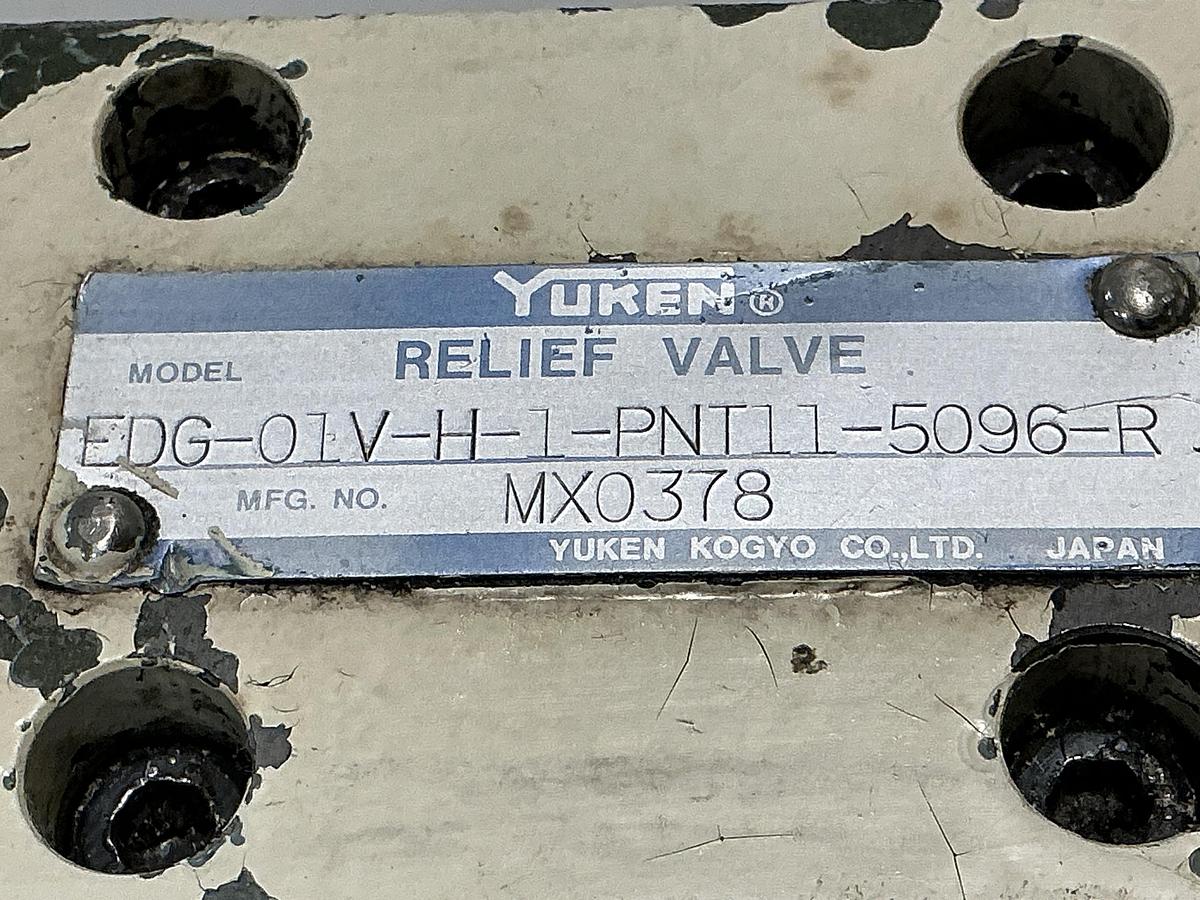 YUKEN®
RELIEF VALVE
MODEL
EDG-01V-H-1-PNT11-5096-R
MFG. NO. MX0378
YUKEN KOGYO CO.,LTD. JAPAN